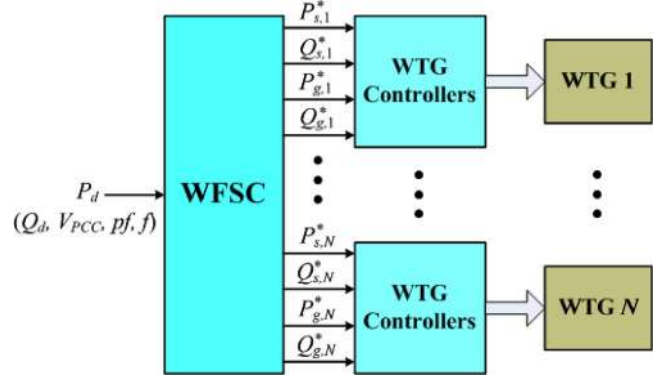 P*s,1
Q*s,1
P*g,1
Q*g,1
WTG
Controllers
WTG 1
Pd
(Qd, VPCC, pf, f)
WFSC
P*s,N
Q*s,N
P*g,N
Q*g,N
WTG
Controllers
WTG N